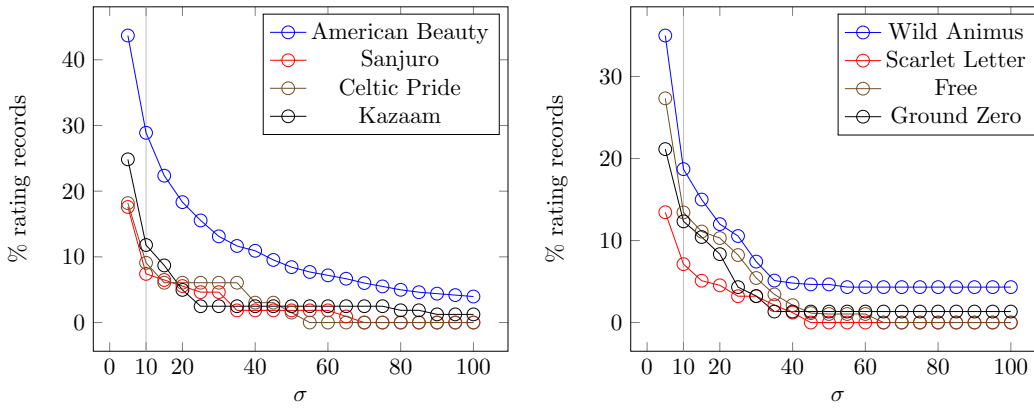 American Beauty
Sanjuro
Celtic Pride
Kazaam
% rating records
40
30
20
10
0
0 10 20 40 60 80 100
σ
Wild Animus
Scarlet Letter
Free
Ground Zero
% rating records
30
20
10
0
0 10 20 40 60 80 100
σ